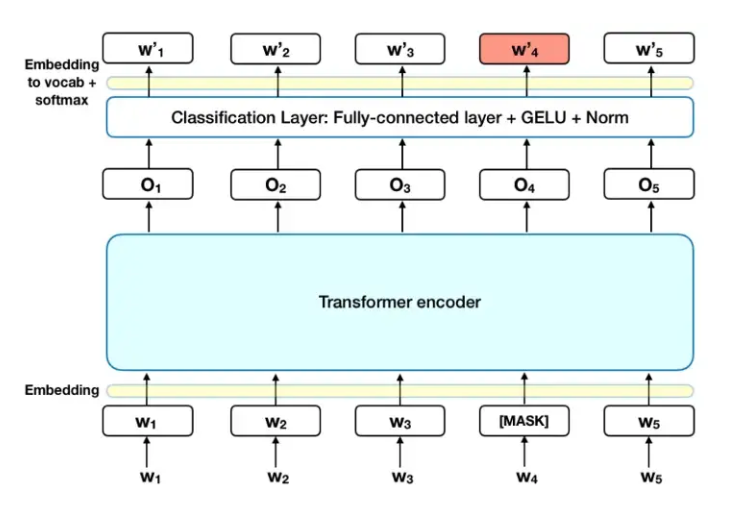 w'1 w'2 w'3 w'4 w'5
Embedding
to vocab +
softmax
Classification Layer: Fully-connected layer + GELU + Norm
O1 O2 O3 O4 O5
Transformer encoder
Embedding
W1 W2 W3 [MASK] W5
W1 W2 W3 W4 W5